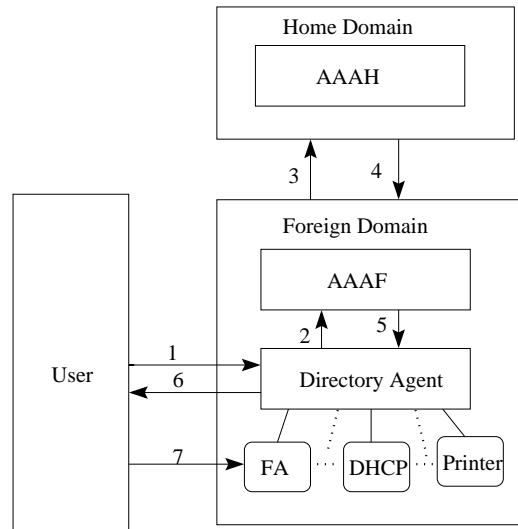 Home Domain
AAAH
3
4
Foreign Domain
AAAF
2
5
1
User
6
Directory Agent
7
FA
DHCP
Printer